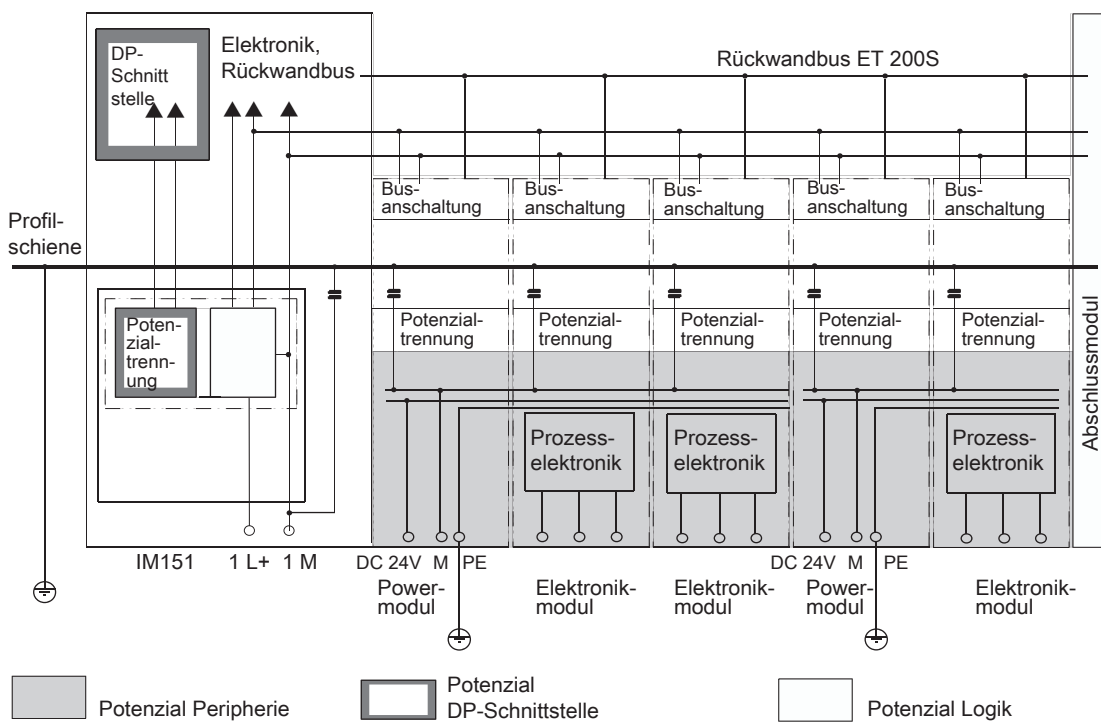 DP-
Schnitt
stelle
Elektronik,
Rückwandbus
Rückwandbus ET 200S
Bus-
anschaltung
Bus-
anschaltung
Bus-
anschaltung
Bus-
anschaltung
Bus-
anschaltung
Profil-
schiene
Poten-
zial-
trenn-
ung
Potenzial-
trennung
Potenzial-
trennung
Potenzial-
trennung
Potenzial-
trennung
Potenzial-
trennung
Prozess-
elektronik
Prozess-
elektronik
Prozess-
elektronik
Abschlussmodul
IM151 1 L+ 1 M
DC 24V M PE
DC 24V M PE
Power-
modul
Elektronik-
modul
Elektronik-
modul
Power-
modul
Elektronik-
modul
Potenzial Peripherie
Potenzial
DP-Schnittstelle
Potenzial Logik